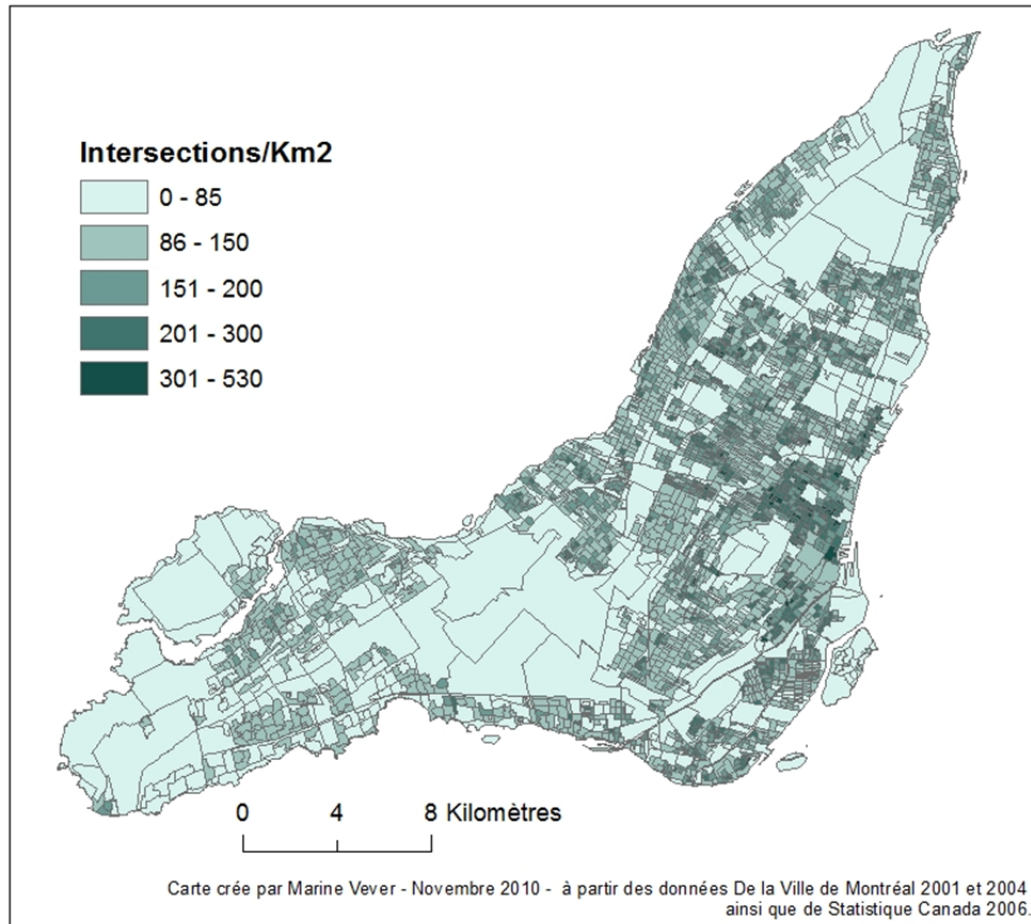 Intersections/Km2
0 - 85
86 - 150
151 - 200
201 - 300
301 - 530
0 4 8 Kilomètres
Carte crée par Marine Vever - Novembre 2010 - à partir des données De la Ville de Montréal 2001 et 2004
ainsi que de Statistique Canada 2006.